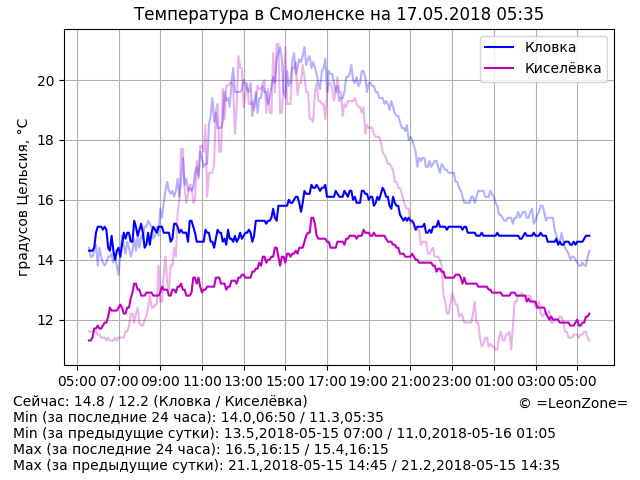 Температура в Смоленске на 17.05.2018 05:35
Кловка
Киселёвка
градусов Цельсия, °C
20
18
16
14
12
05:00 07:00 09:00 11:00 13:00 15:00 17:00 19:00 21:00 23:00 01:00 03:00 05:00
Сейчас: 14.8 / 12.2 (Кловка / Киселёвка)
© =LeonZone=
Min (за последние 24 часа): 14.0,06:50 / 11.3,05:35
Min (за предыдущие сутки): 13.5,2018-05-15 07:00 / 11.0,2018-05-16 01:05
Max (за последние 24 часа): 16.5,16:15 / 15.4,16:15
Max (за предыдущие сутки): 21.1,2018-05-15 14:45 / 21.2,2018-05-15 14:35